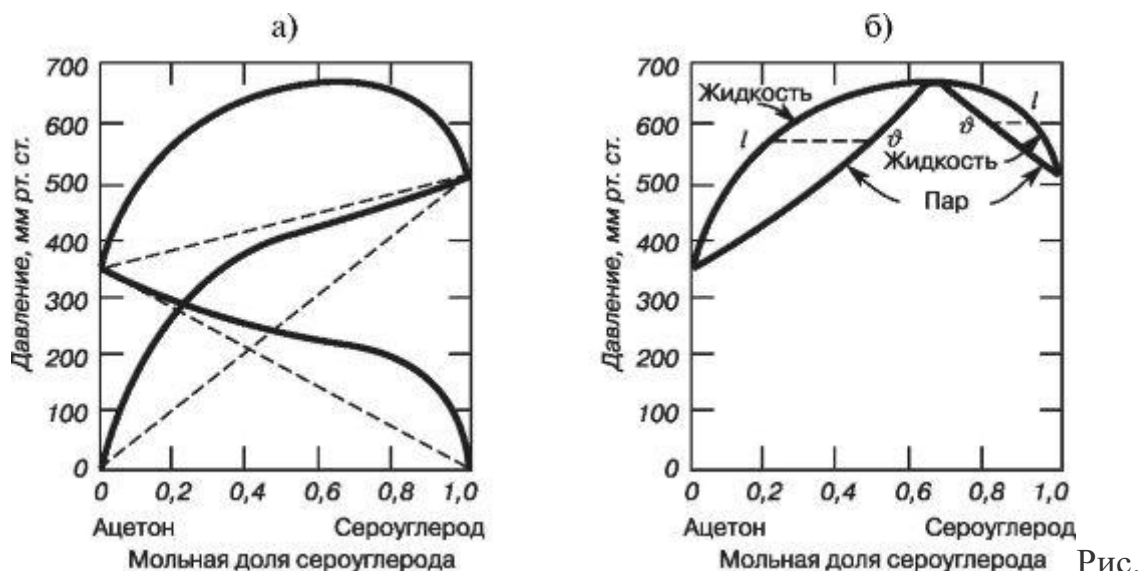 а)
700
600
500
400
300
200
100
0
Давление, мм рт. ст.
0 0,2 0,4 0,6 0,8 1,0
Ацетон Сероуглерод
Мольная доля сероуглерода
б)
700
600
500
400
300
200
100
0
Давление, мм рт. ст.
Жидкость
l
ϑ
l
ϑ
Жидкость
Пар
0 0,2 0,4 0,6 0,8 1,0
Ацетон Сероуглерод
Мольная доля сероуглерода
Рис.